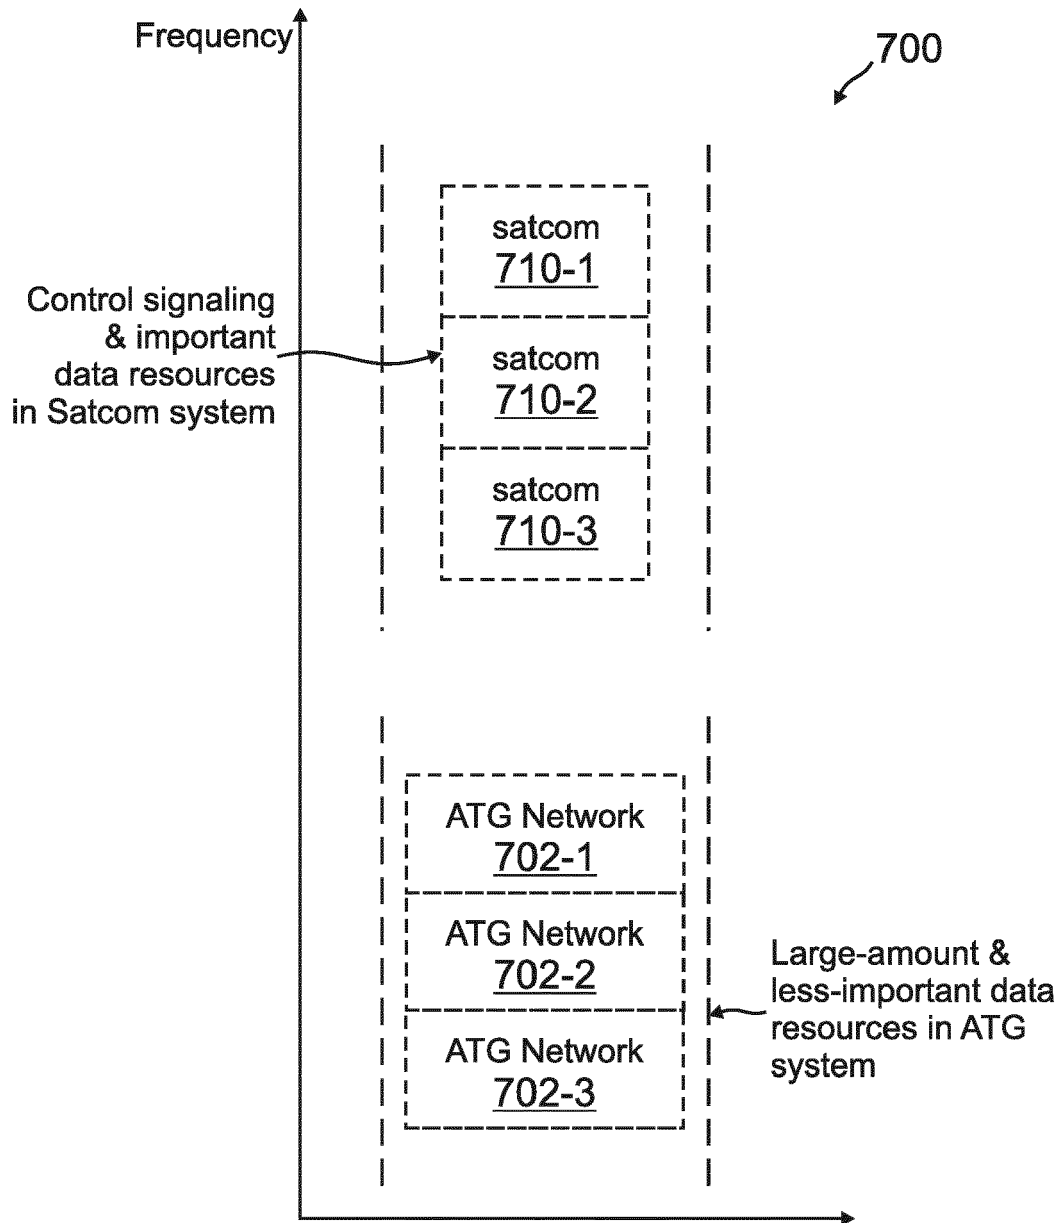 Frequency
700
satcom
710-1
Control signaling
& important
data resources
in Satcom system
satcom
710-2
satcom
710-3
ATG Network
702-1
ATG Network
702-2
Large-amount &
less-important data
resources in ATG
system
ATG Network
702-3